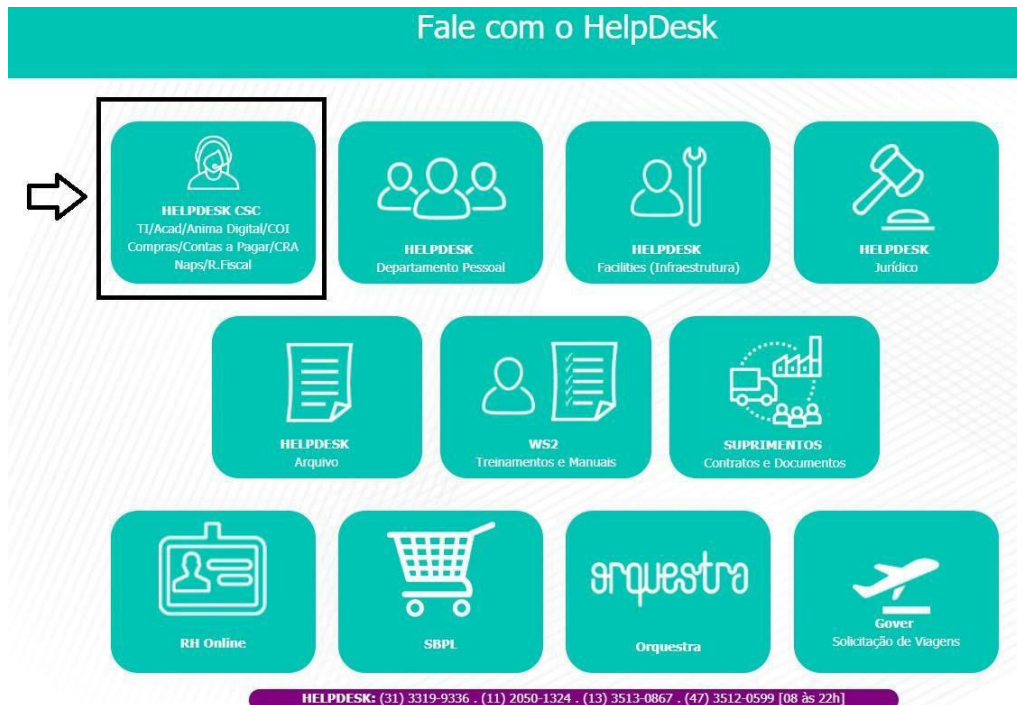 Fale com o HelpDesk
HELPDESK CSC
TI/Acad/Anima Digital/COI
Compras/Contas a Pagar/CRA
Naps/R.Fiscal
HELPDESK
Departamento Pessoal
HELPDESK
Facilities (Infraestrutura)
HELPDESK
Jurídico
HELPDESK
Arquivo
WS2
Treinamentos e Manuais
SUPRIMENTOS
Contratos e Documentos
RH Online
SBPL
orquestra
Orquestra
Gover
Solicitação de Viagens
HELPDESK: (31) 3319-9336 . (11) 2050-1324 . (13) 3513-0867 . (47) 3512-0599 [08 às 22h]